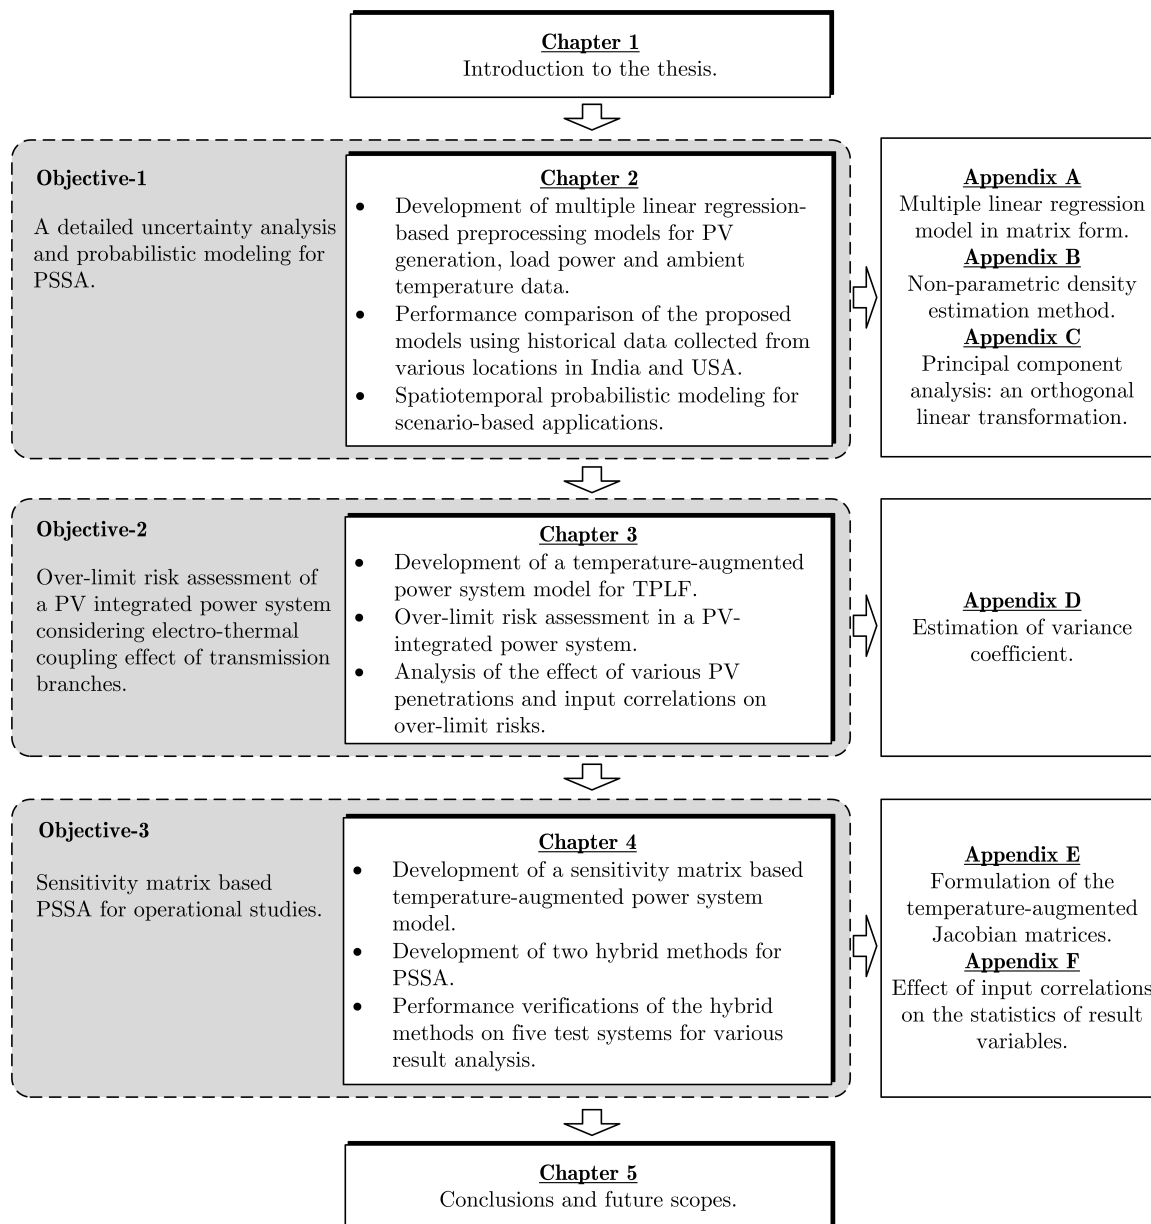 Chapter 1
Introduction to the thesis.
Objective-1
A detailed uncertainty analysis
and probabilistic modeling for
PSSA.
Chapter 2
• Development of multiple linear regression-
based preprocessing models for PV
generation, load power and ambient
temperature data.
• Performance comparison of the proposed
models using historical data collected from
various locations in India and USA.
• Spatiotemporal probabilistic modeling for
scenario-based applications.
Appendix A
Multiple linear regression
model in matrix form.
Appendix B
Non-parametric density
estimation method.
Appendix C
Principal component
analysis: an orthogonal
linear transformation.
Objective-2
Over-limit risk assessment of
a PV integrated power system
considering electro-thermal
coupling effect of transmission
branches.
Chapter 3
• Development of a temperature-augmented
power system model for TPLF.
• Over-limit risk assessment in a PV-
integrated power system.
• Analysis of the effect of various PV
penetrations and input correlations on
over-limit risks.
Appendix D
Estimation of variance
coefficient.
Objective-3
Sensitivity matrix based
PSSA for operational studies.
Chapter 4
• Development of a sensitivity matrix based
temperature-augmented power system
model.
• Development of two hybrid methods for
PSSA.
• Performance verifications of the hybrid
methods on five test systems for various
result analysis.
Appendix E
Formulation of the
temperature-augmented
Jacobian matrices.
Appendix F
Effect of input correlations
on the statistics of result
variables.
Chapter 5
Conclusions and future scopes.